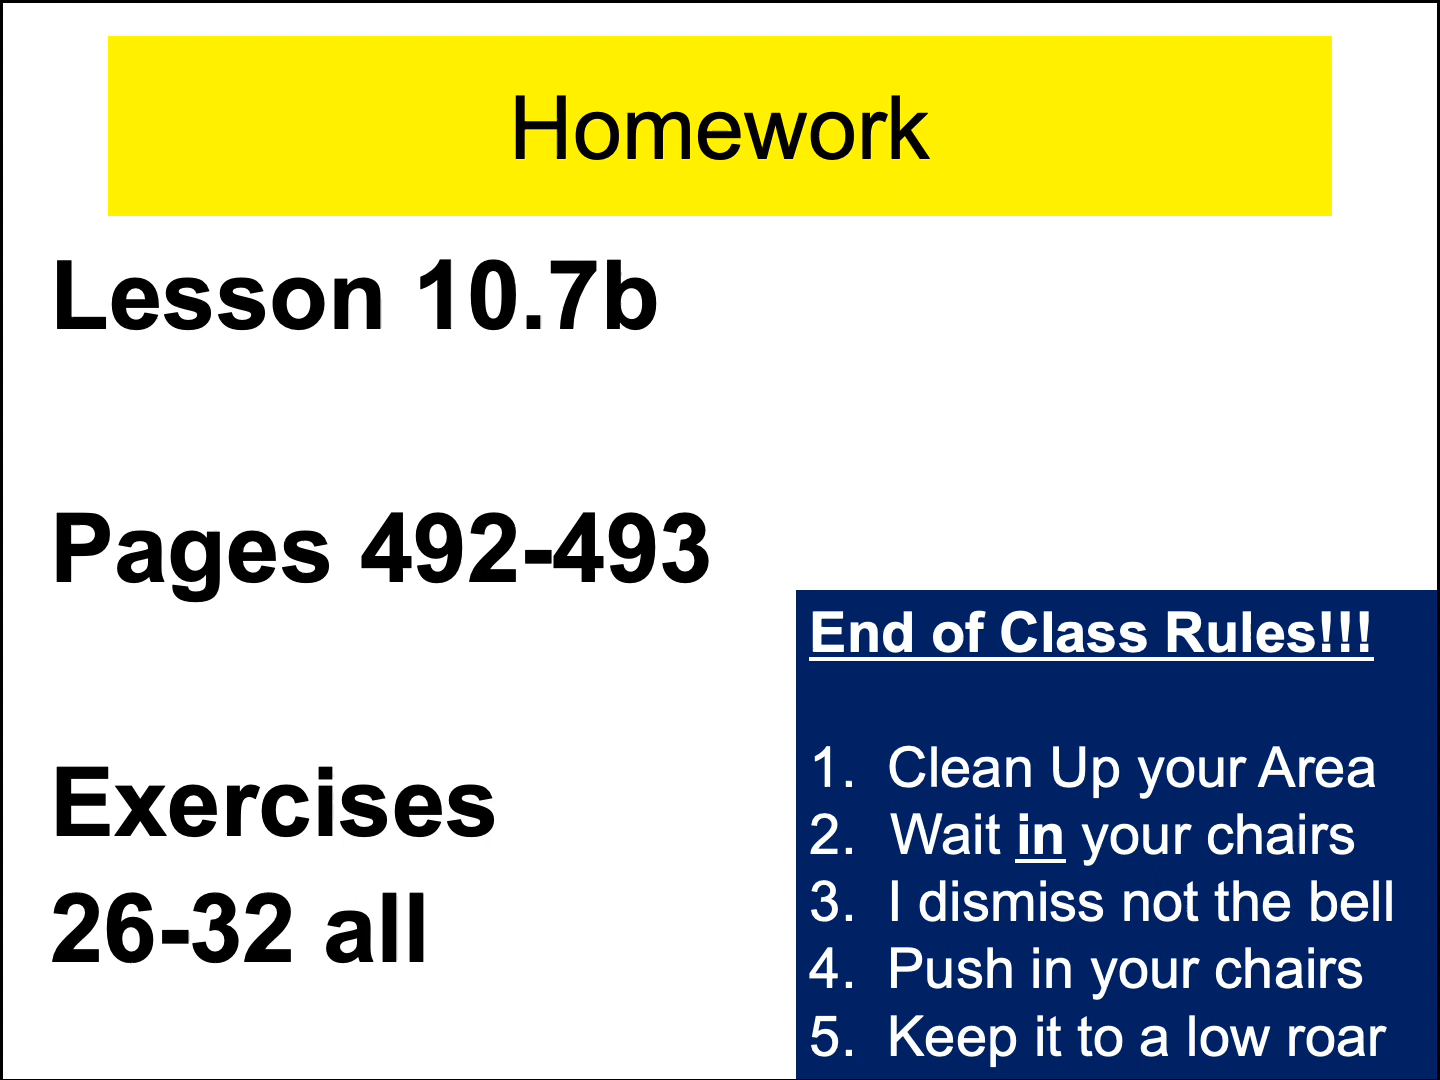 Homework
Lesson 10.7b
Pages 492-493
Exercises
26-32 all
End of Class Rules!!!
1. Clean Up your Area
2. Wait in your chairs
3. I dismiss not the bell
4. Push in your chairs
5. Keep it to a low roar